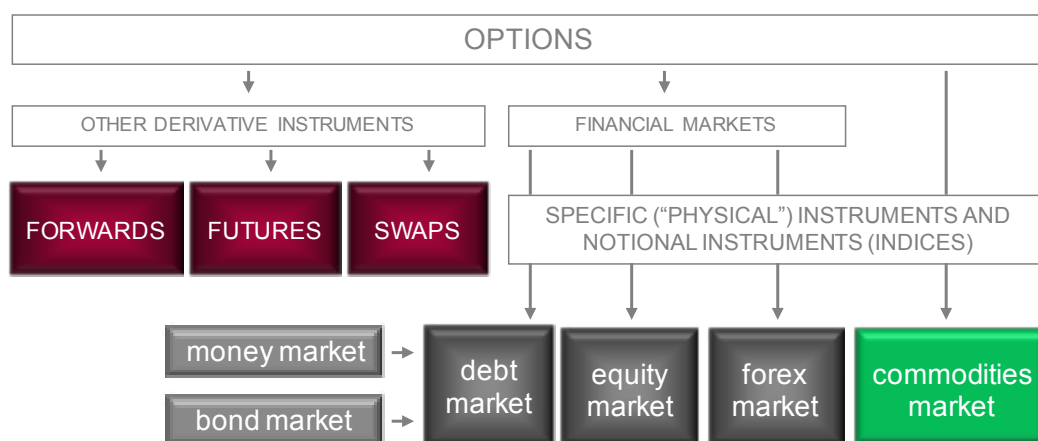 OPTIONS
OTHER DERIVATIVE INSTRUMENTS
FINANCIAL MARKETS
FORWARDS
FUTURES
SWAPS
SPECIFIC (“PHYSICAL”) INSTRUMENTS AND
NOTIONAL INSTRUMENTS (INDICES)
money market
bond market
debt
market
equity
market
forex
market
commodities
market